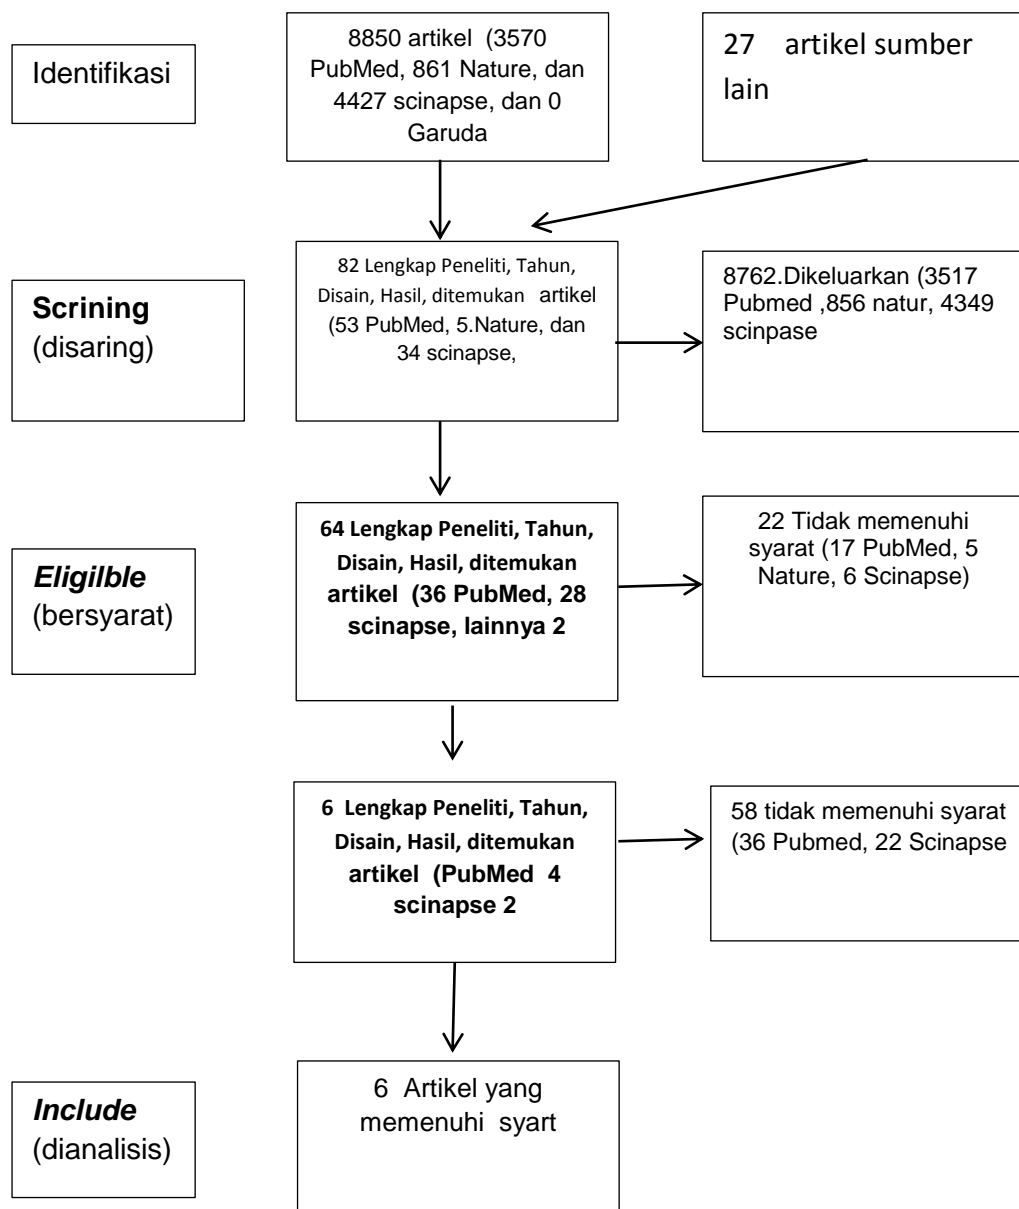 Identifikasi
8850 artikel (3570
PubMed, 861 Nature, dan
4427 scinapse, dan 0
Garuda
27 artikel sumber
lain
Scrining
(disaring)
82 Lengkap Peneliti, Tahun,
Disain, Hasil, ditemukan artikel
(53 PubMed, 5.Nature, dan
34 scinapse,
8762.Dikeluarkan (3517
Pubmed ,856 natur, 4349
scinpase
Eligilble
(bersyarat)
64 Lengkap Peneliti, Tahun,
Disain, Hasil, ditemukan
artikel (36 PubMed, 28
scinapse, lainnya 2
22 Tidak memenuhi
syarat (17 PubMed, 5
Nature, 6 Scinapse)
6 Lengkap Peneliti, Tahun,
Disain, Hasil, ditemukan
artikel (PubMed 4
scinapse 2
58 tidak memenuhi syarat
(36 Pubmed, 22 Scinapse
Include
(dianalisis)
6 Artikel yang
memenuhi syart